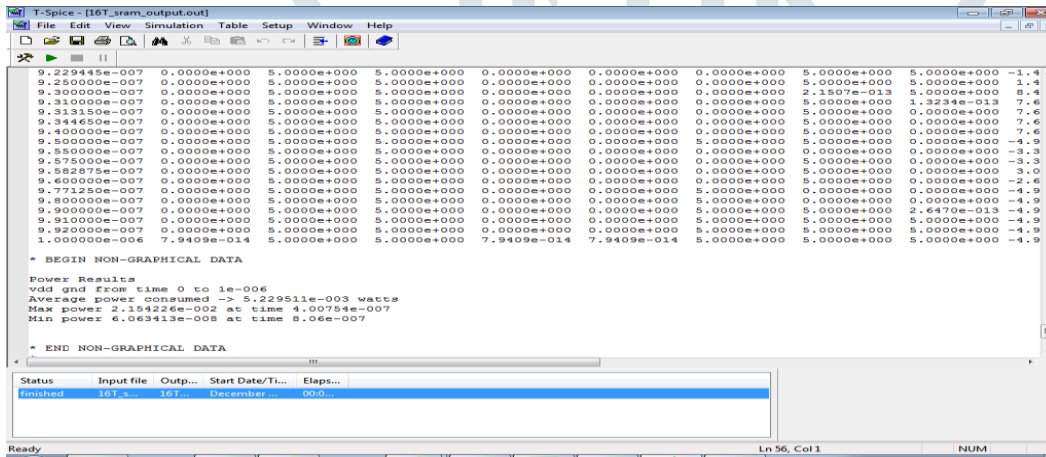 T-Spice - [16T_sram_output.out]
File Edit View Simulation Table Setup Window Help
9.229445e-007 0.0000e+000 5.0000e+000 5.0000e+000 0.0000e+000 0.0000e+000 0.0000e+000 5.0000e+000 5.0000e+000 -1.4
9.250000e-007 0.0000e+000 5.0000e+000 5.0000e+000 0.0000e+000 0.0000e+000 0.0000e+000 0.0000e+000 5.0000e+000 1.4
9.300000e-007 0.0000e+000 5.0000e+000 5.0000e+000 0.0000e+000 0.0000e+000 0.0000e+000 2.1507e-013 5.0000e+000 8.4
9.310000e-007 0.0000e+000 5.0000e+000 5.0000e+000 0.0000e+000 0.0000e+000 0.0000e+000 5.0000e+000 1.3234e-013 7.6
9.313150e-007 0.0000e+000 5.0000e+000 5.0000e+000 0.0000e+000 0.0000e+000 0.0000e+000 5.0000e+000 0.0000e+000 7.6
9.344650e-007 0.0000e+000 5.0000e+000 5.0000e+000 0.0000e+000 0.0000e+000 0.0000e+000 5.0000e+000 0.0000e+000 7.6
9.400000e-007 0.0000e+000 5.0000e+000 5.0000e+000 0.0000e+000 0.0000e+000 0.0000e+000 5.0000e+000 0.0000e+000 7.6
9.500000e-007 0.0000e+000 5.0000e+000 5.0000e+000 0.0000e+000 0.0000e+000 0.0000e+000 5.0000e+000 0.0000e+000 -4.9
9.550000e-007 0.0000e+000 5.0000e+000 5.0000e+000 0.0000e+000 0.0000e+000 0.0000e+000 5.0000e+000 0.0000e+000 -3.3
9.575000e-007 0.0000e+000 5.0000e+000 5.0000e+000 0.0000e+000 0.0000e+000 0.0000e+000 5.0000e+000 0.0000e+000 -3.3
9.582875e-007 0.0000e+000 5.0000e+000 5.0000e+000 0.0000e+000 0.0000e+000 0.0000e+000 5.0000e+000 0.0000e+000 3.0
9.600000e-007 0.0000e+000 5.0000e+000 5.0000e+000 0.0000e+000 0.0000e+000 5.0000e+000 5.0000e+000 0.0000e+000 -2.6
9.771250e-007 0.0000e+000 5.0000e+000 5.0000e+000 0.0000e+000 0.0000e+000 5.0000e+000 0.0000e+000 0.0000e+000 -4.9
9.800000e-007 0.0000e+000 5.0000e+000 5.0000e+000 0.0000e+000 0.0000e+000 5.0000e+000 0.0000e+000 0.0000e+000 -4.9
9.900000e-007 0.0000e+000 5.0000e+000 5.0000e+000 0.0000e+000 0.0000e+000 5.0000e+000 5.0000e+000 2.6470e-013 -4.9
9.910000e-007 0.0000e+000 5.0000e+000 5.0000e+000 0.0000e+000 0.0000e+000 5.0000e+000 5.0000e+000 5.0000e+000 -4.9
9.920000e-007 0.0000e+000 5.0000e+000 5.0000e+000 0.0000e+000 0.0000e+000 5.0000e+000 5.0000e+000 5.0000e+000 -4.9
1.000000e-006 7.9409e-014 5.0000e+000 5.0000e+000 7.9409e-014 7.9409e-014 5.0000e+000 5.0000e+000 5.0000e+000 -4.9
* BEGIN NON-GRAPHICAL DATA
Power Results
vdd gnd from time 0 to 1e-006
Average power consumed -> 5.229511e-003 watts
Max power 2.154226e-002 at time 4.00754e-007
Min power 6.063413e-008 at time 8.06e-007
* END NON-GRAPHICAL DATA
*
Status Input file Outp... Start Date/Ti... Elaps...
finished 16T_s... 16T... December ... 00:0...
Ready Ln 56, Col 1 NUM